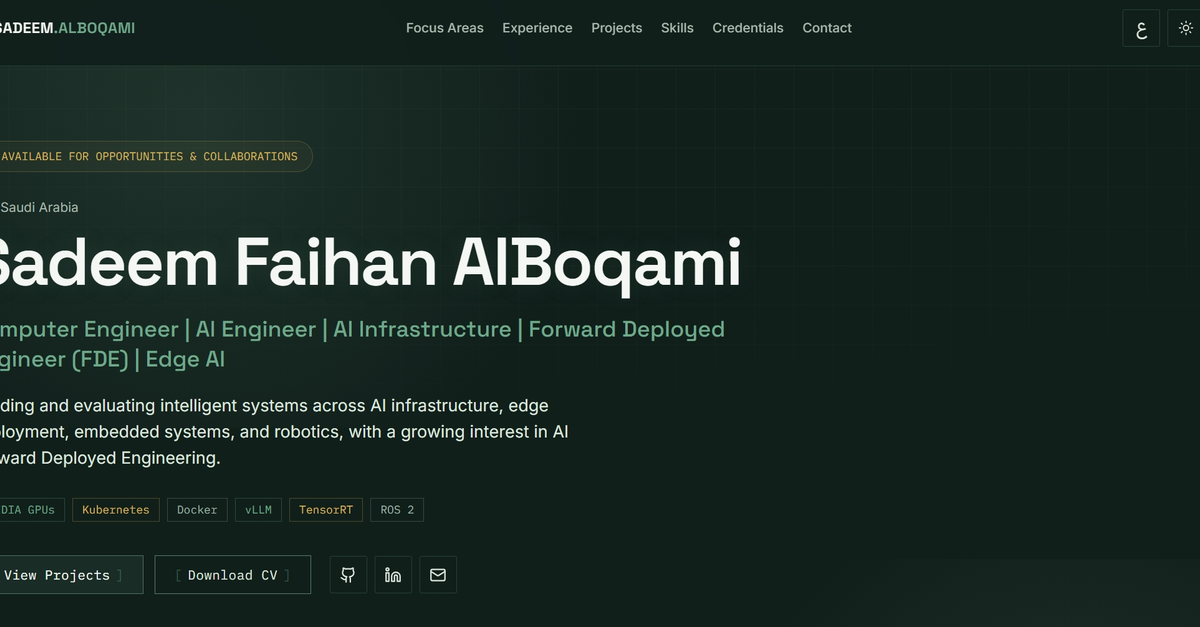 SADEEM.ALBOQAMI
Focus Areas Experience Projects Skills Credentials Contact
ع
AVAILABLE FOR OPPORTUNITIES & COLLABORATIONS
Saudi Arabia
Sadeem Faihan AlBoqami
mputer Engineer | AI Engineer | AI Infrastructure | Forward Deployed
gineer (FDE) | Edge AI
ding and evaluating intelligent systems across AI infrastructure, edge
loyment, embedded systems, and robotics, with a growing interest in AI
ward Deployed Engineering.
DIA GPUs Kubernetes Docker vLLM TensorRT ROS 2
View Projects ] [ Download CV ]